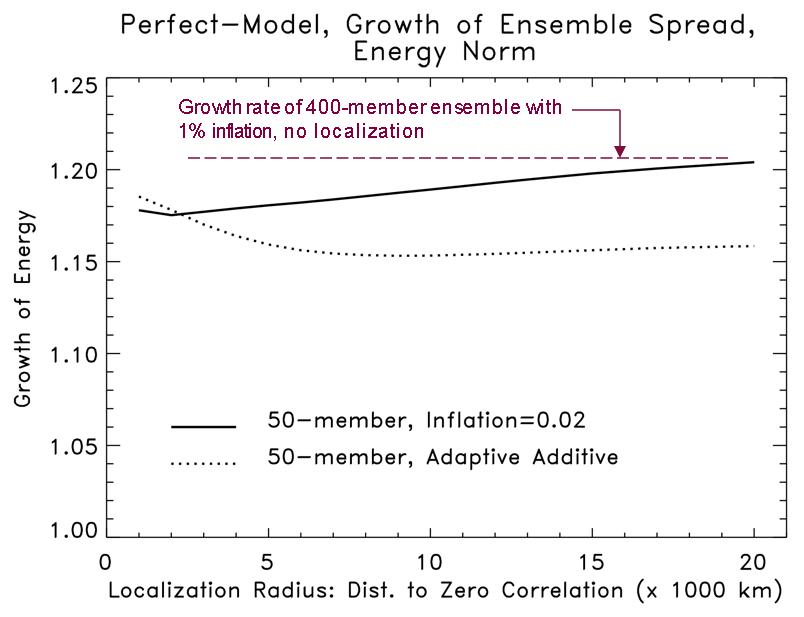 Perfect-Model, Growth of Ensemble Spread,
Energy Norm
1.25
Growth rate of 400-member ensemble with
1% inflation, no localization
1.20
1.15
1.10
1.05
1.00
Growth of Energy
50-member, Inflation=0.02
50-member, Adaptive Additive
0
5
10
15
20
Localization Radius: Dist. to Zero Correlation (x 1000 km)